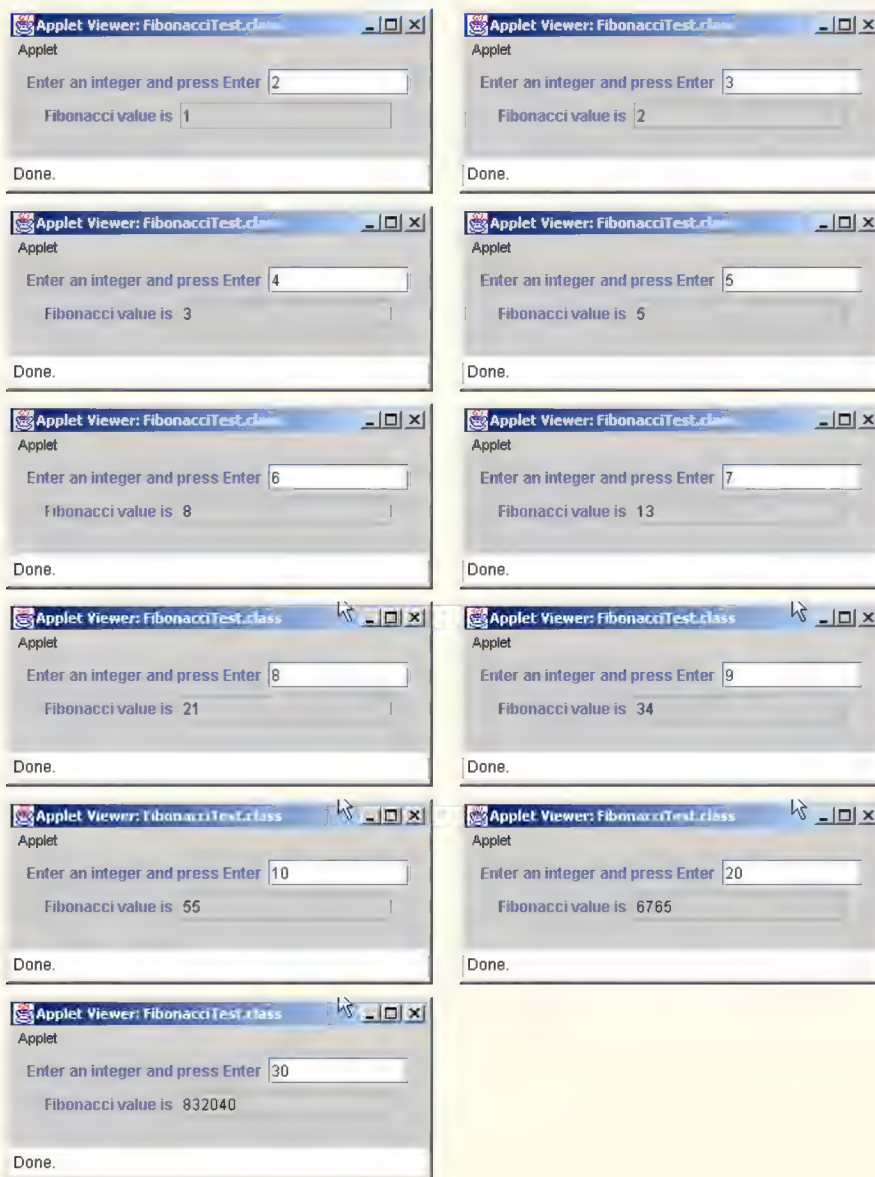 Applet Viewer: FibonacciTest.class
Applet
Enter an integer and press Enter 2
Fibonacci value is 1
Done.
Applet Viewer: FibonacciTest.class
Applet
Enter an integer and press Enter 3
Fibonacci value is 2
Done.
Applet Viewer: FibonacciTest.class
Applet
Enter an integer and press Enter 4
Fibonacci value is 3
Done.
Applet Viewer: FibonacciTest.class
Applet
Enter an integer and press Enter 5
Fibonacci value is 5
Done.
Applet Viewer: FibonacciTest.class
Applet
Enter an integer and press Enter 6
Fibonacci value is 8
Done.
Applet Viewer: FibonacciTest.class
Applet
Enter an integer and press Enter 7
Fibonacci value is 13
Done.
Applet Viewer: FibonacciTest.class
Applet
Enter an integer and press Enter 8
Fibonacci value is 21
Done.
Applet Viewer: FibonacciTest.class
Applet
Enter an integer and press Enter 9
Fibonacci value is 34
Done.
Applet Viewer: FibonacciTest.class
Applet
Enter an integer and press Enter 10
Fibonacci value is 55
Done.
Applet Viewer: FibonacciTest.class
Applet
Enter an integer and press Enter 20
Fibonacci value is 6765
Done.
Applet Viewer: FibonacciTest.class
Applet
Enter an integer and press Enter 30
Fibonacci value is 832040
Done.